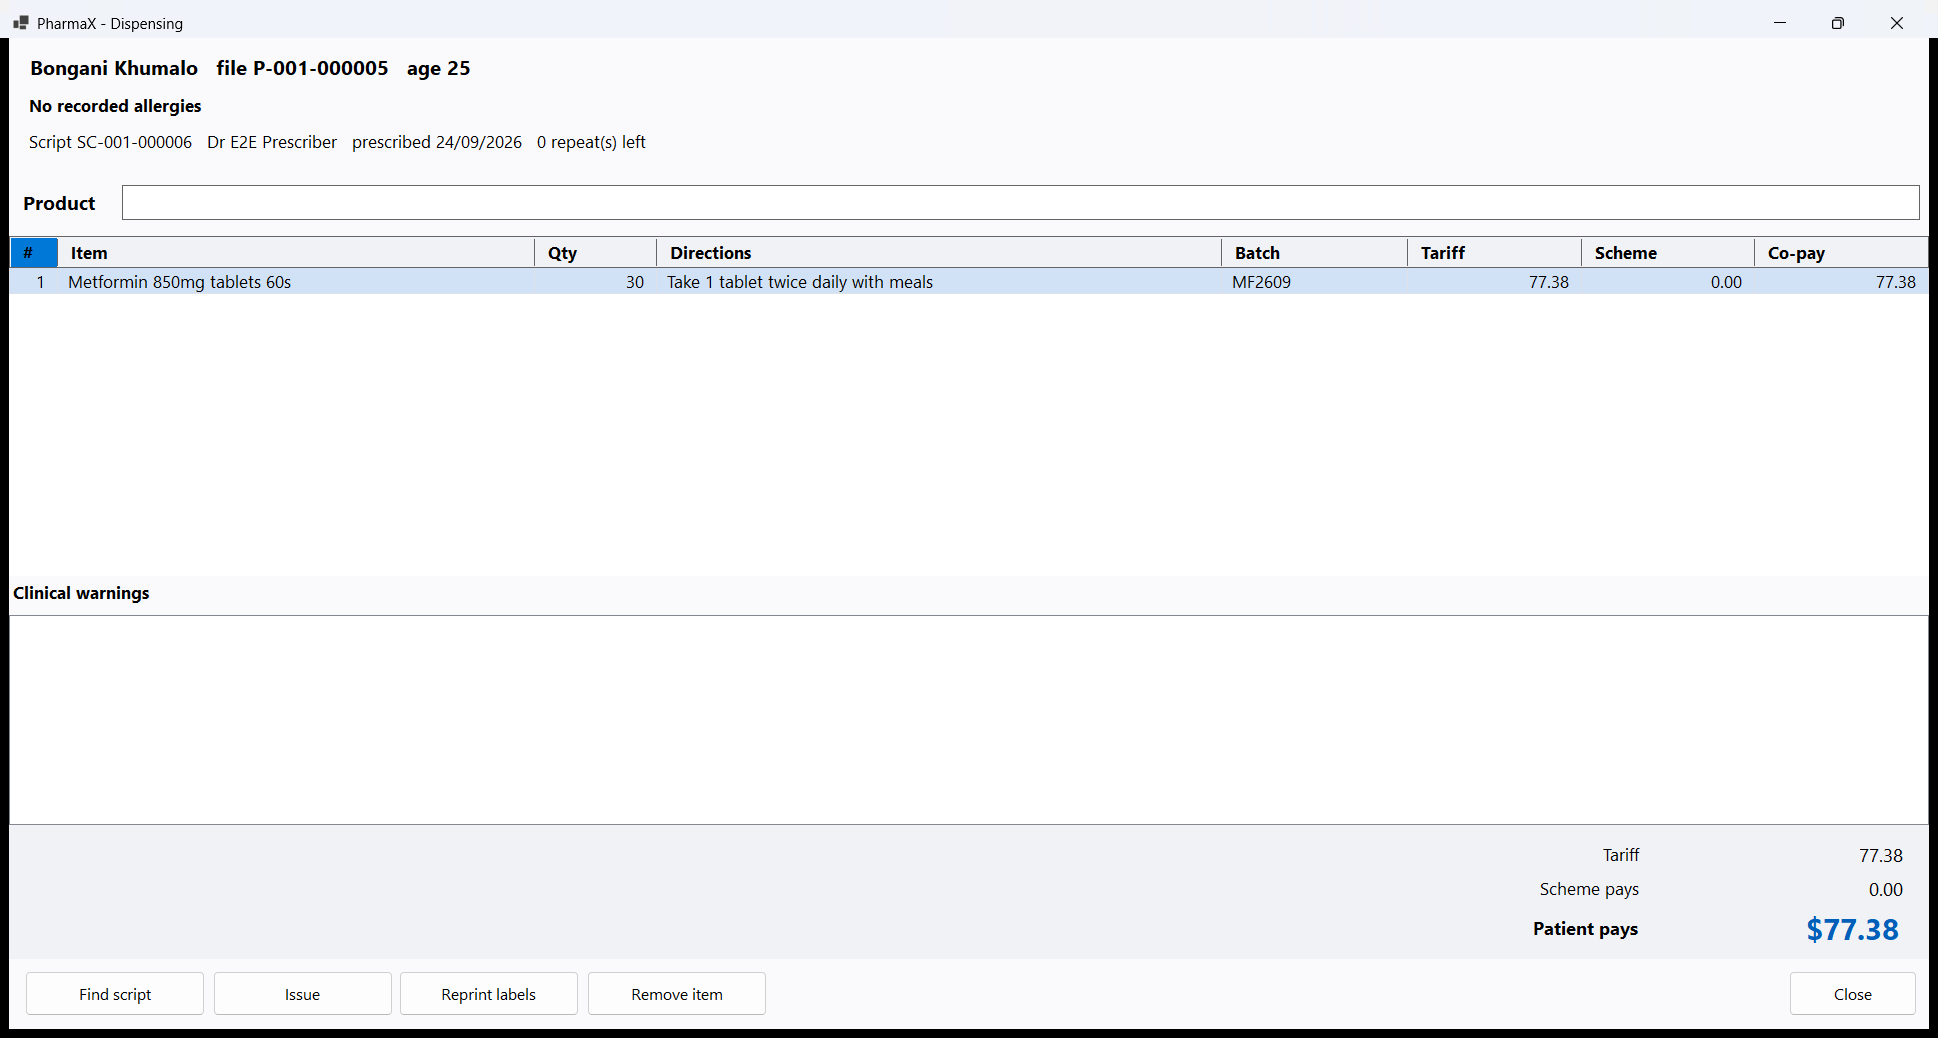 PharmaX - Dispensing
Bongani Khumalo file P-001-000005 age 25
No recorded allergies
Script SC-001-000006 Dr E2E Prescriber prescribed 24/09/2026 0 repeat(s) left
Product
# Item Qty Directions Batch Tariff Scheme Co-pay
1 Metformin 850mg tablets 60s 30 Take 1 tablet twice daily with meals MF2609 77.38 0.00 77.38
Clinical warnings
Tariff 77.38
Scheme pays 0.00
Patient pays $77.38
Find script Issue Reprint labels Remove item Close